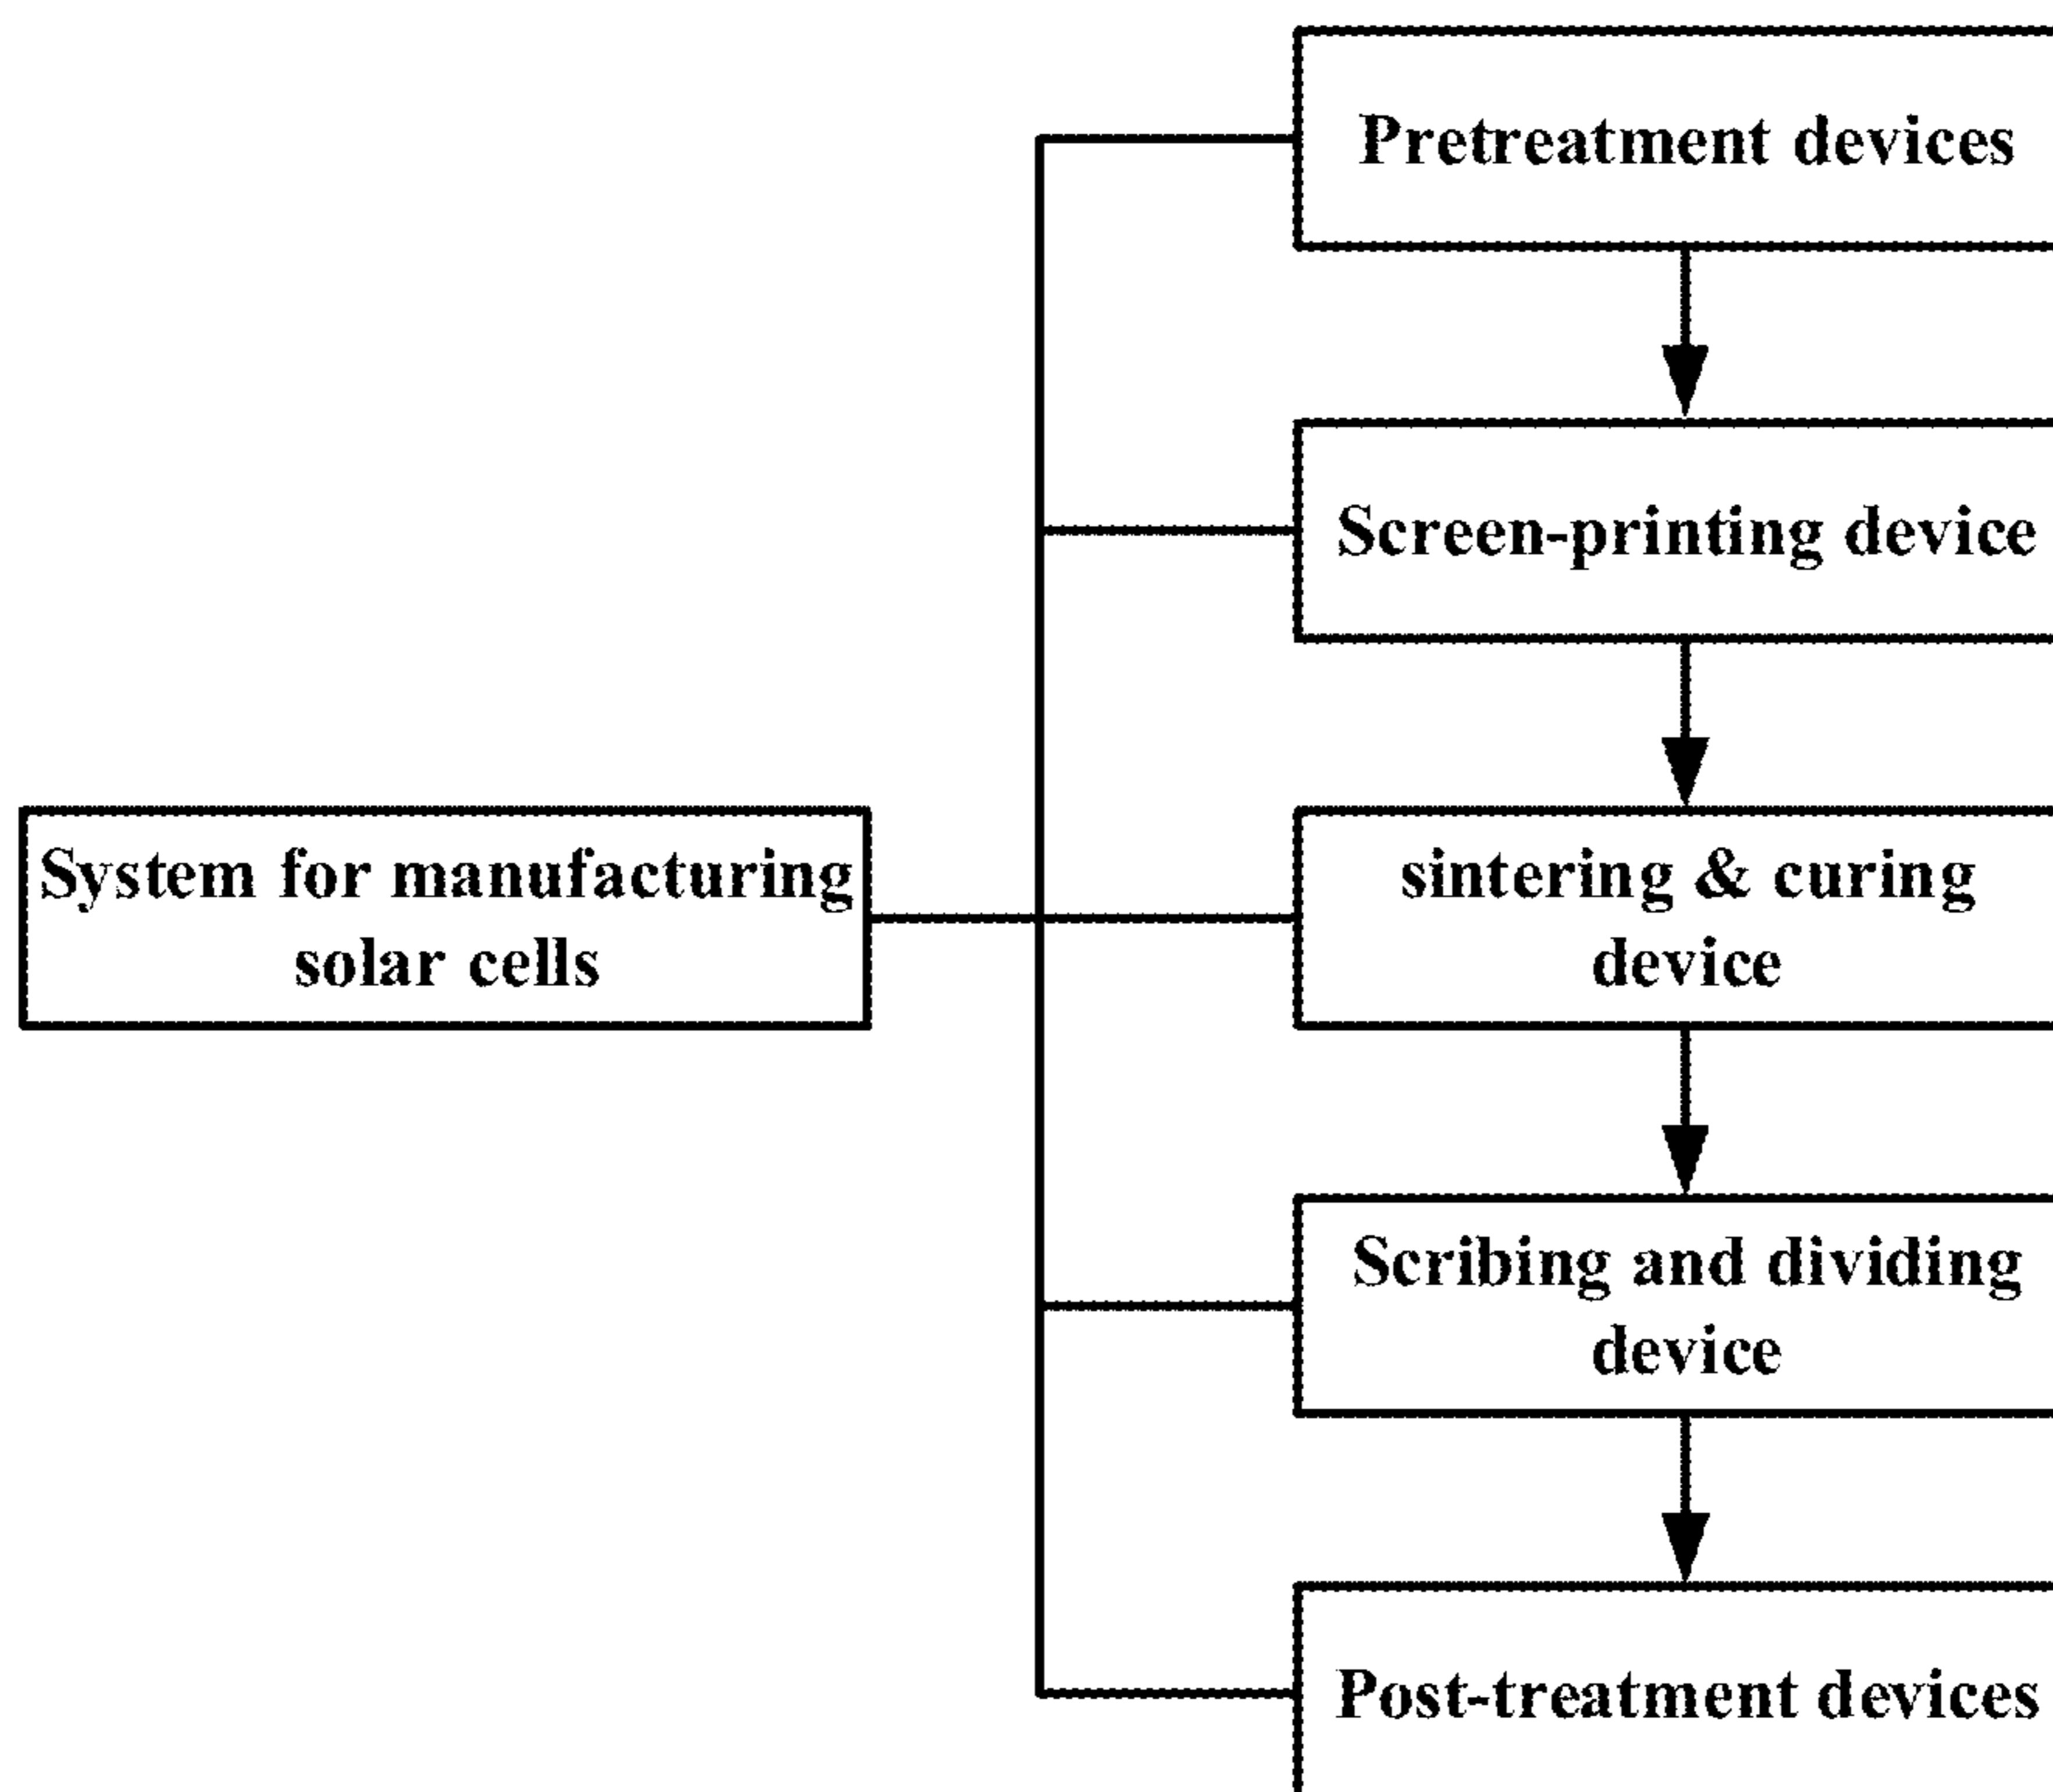 Pretreatment devices
Screen-printing device
System for manufacturing
solar cells
sintering & curing
device
Scribing and dividing
device
Post-treatment devices